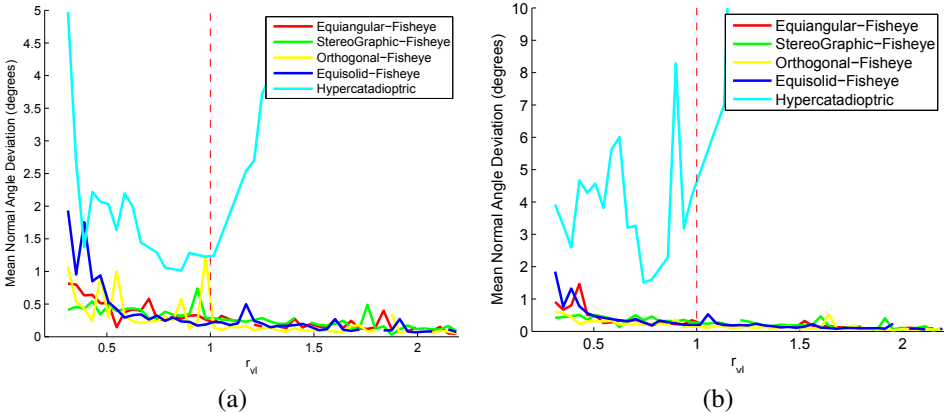 Mean Normal Angle Deviation (degrees)
5
4.5
4
3.5
3
2.5
2
1.5
1
0.5
0
0.5
1
1.5
2
r_vl
Equiangular−Fisheye
StereoGraphic−Fisheye
Orthogonal−Fisheye
Equisolid−Fisheye
Hypercatadioptric
(a)
Mean Normal Angle Deviation (degrees)
10
9
8
7
6
5
4
3
2
1
0
0.5
1
1.5
2
r_vl
Equiangular−Fisheye
StereoGraphic−Fisheye
Orthogonal−Fisheye
Equisolid−Fisheye
Hypercatadioptric
(b)